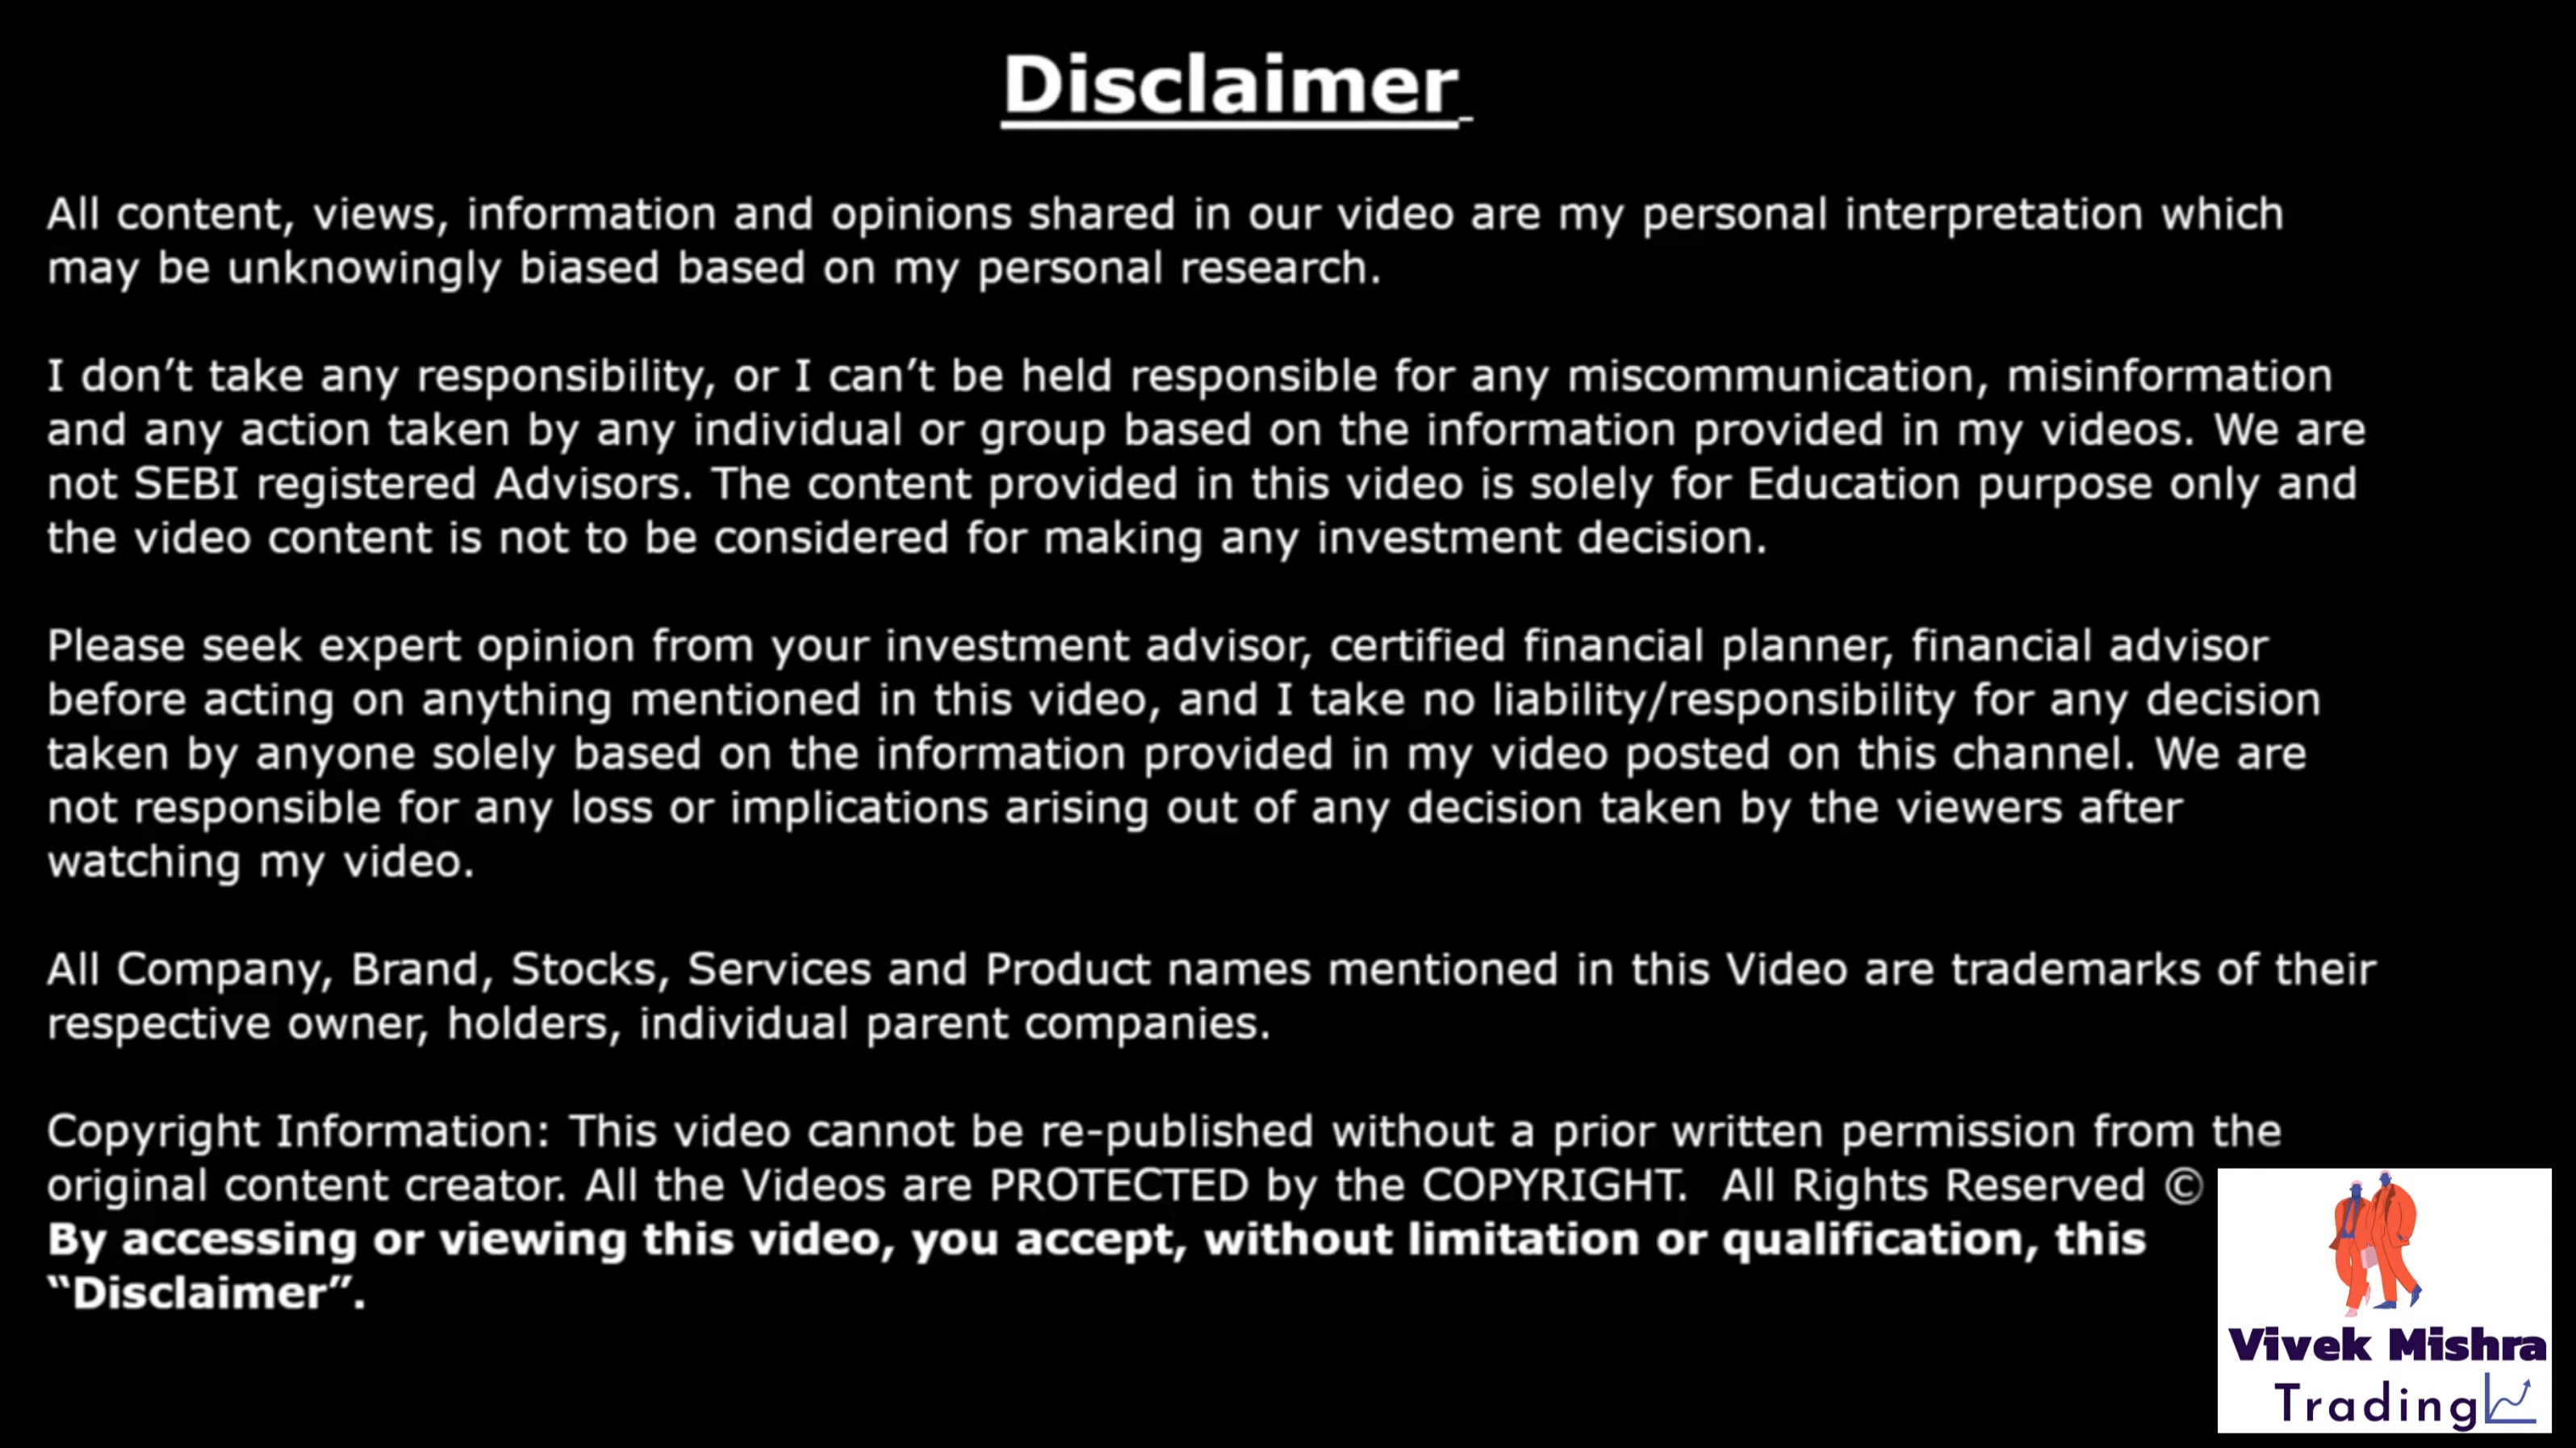 Disclaimer
All content, views, information and opinions shared in our video are my personal interpretation which
may be unknowingly biased based on my personal research.
I don’t take any responsibility, or I can’t be held responsible for any miscommunication, misinformation
and any action taken by any individual or group based on the information provided in my videos. We are
not SEBI registered Advisors. The content provided in this video is solely for Education purpose only and
the video content is not to be considered for making any investment decision.
Please seek expert opinion from your investment advisor, certified financial planner, financial advisor
before acting on anything mentioned in this video, and I take no liability/responsibility for any decision
taken by anyone solely based on the information provided in my video posted on this channel. We are
not responsible for any loss or implications arising out of any decision taken by the viewers after
watching my video.
All Company, Brand, Stocks, Services and Product names mentioned in this Video are trademarks of their
respective owner, holders, individual parent companies.
Copyright Information: This video cannot be re-published without a prior written permission from the
original content creator. All the Videos are PROTECTED by the COPYRIGHT.  All Rights Reserved ©
By accessing or viewing this video, you accept, without limitation or qualification, this
“Disclaimer”.
Vivek Mishra
Trading